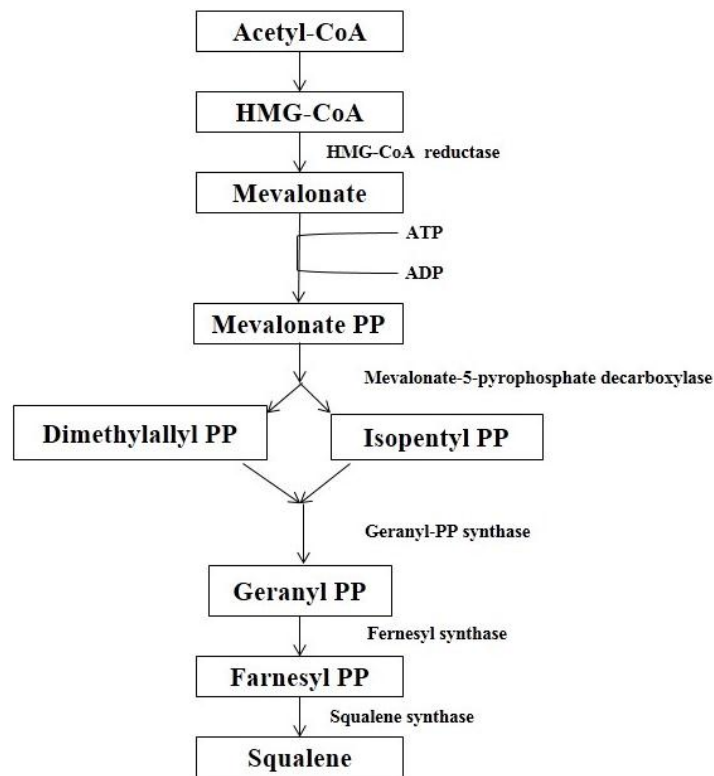 Acetyl-CoA
HMG-CoA
HMG-CoA reductase
Mevalonate
ATP
ADP
Mevalonate PP
Mevalonate-5-pyrophosphate decarboxylase
Dimethylallyl PP
Isopentyl PP
Geranyl-PP synthase
Geranyl PP
Fernesyl synthase
Farnesyl PP
Squalene synthase
Squalene